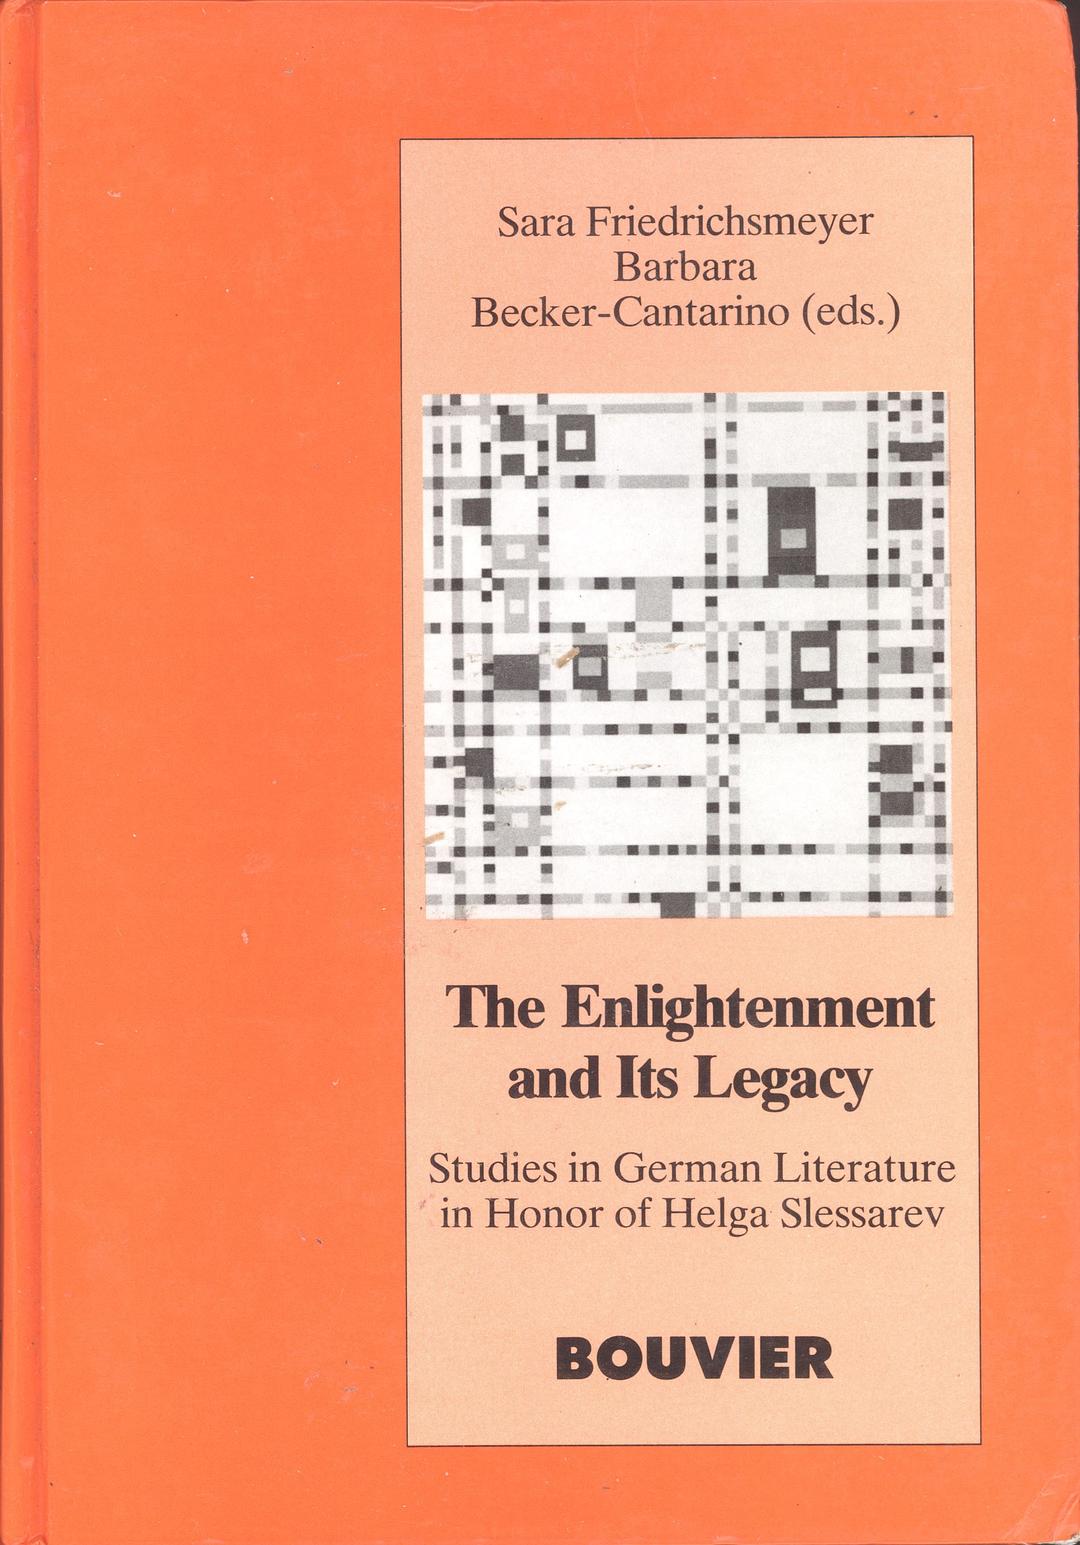 Sara Friedrichsmeyer
Barbara
Becker-Cantarino (eds.)
The Enlightenment
and Its Legacy
Studies in German Literature
in Honor of Helga Slessarev
BOUVIER